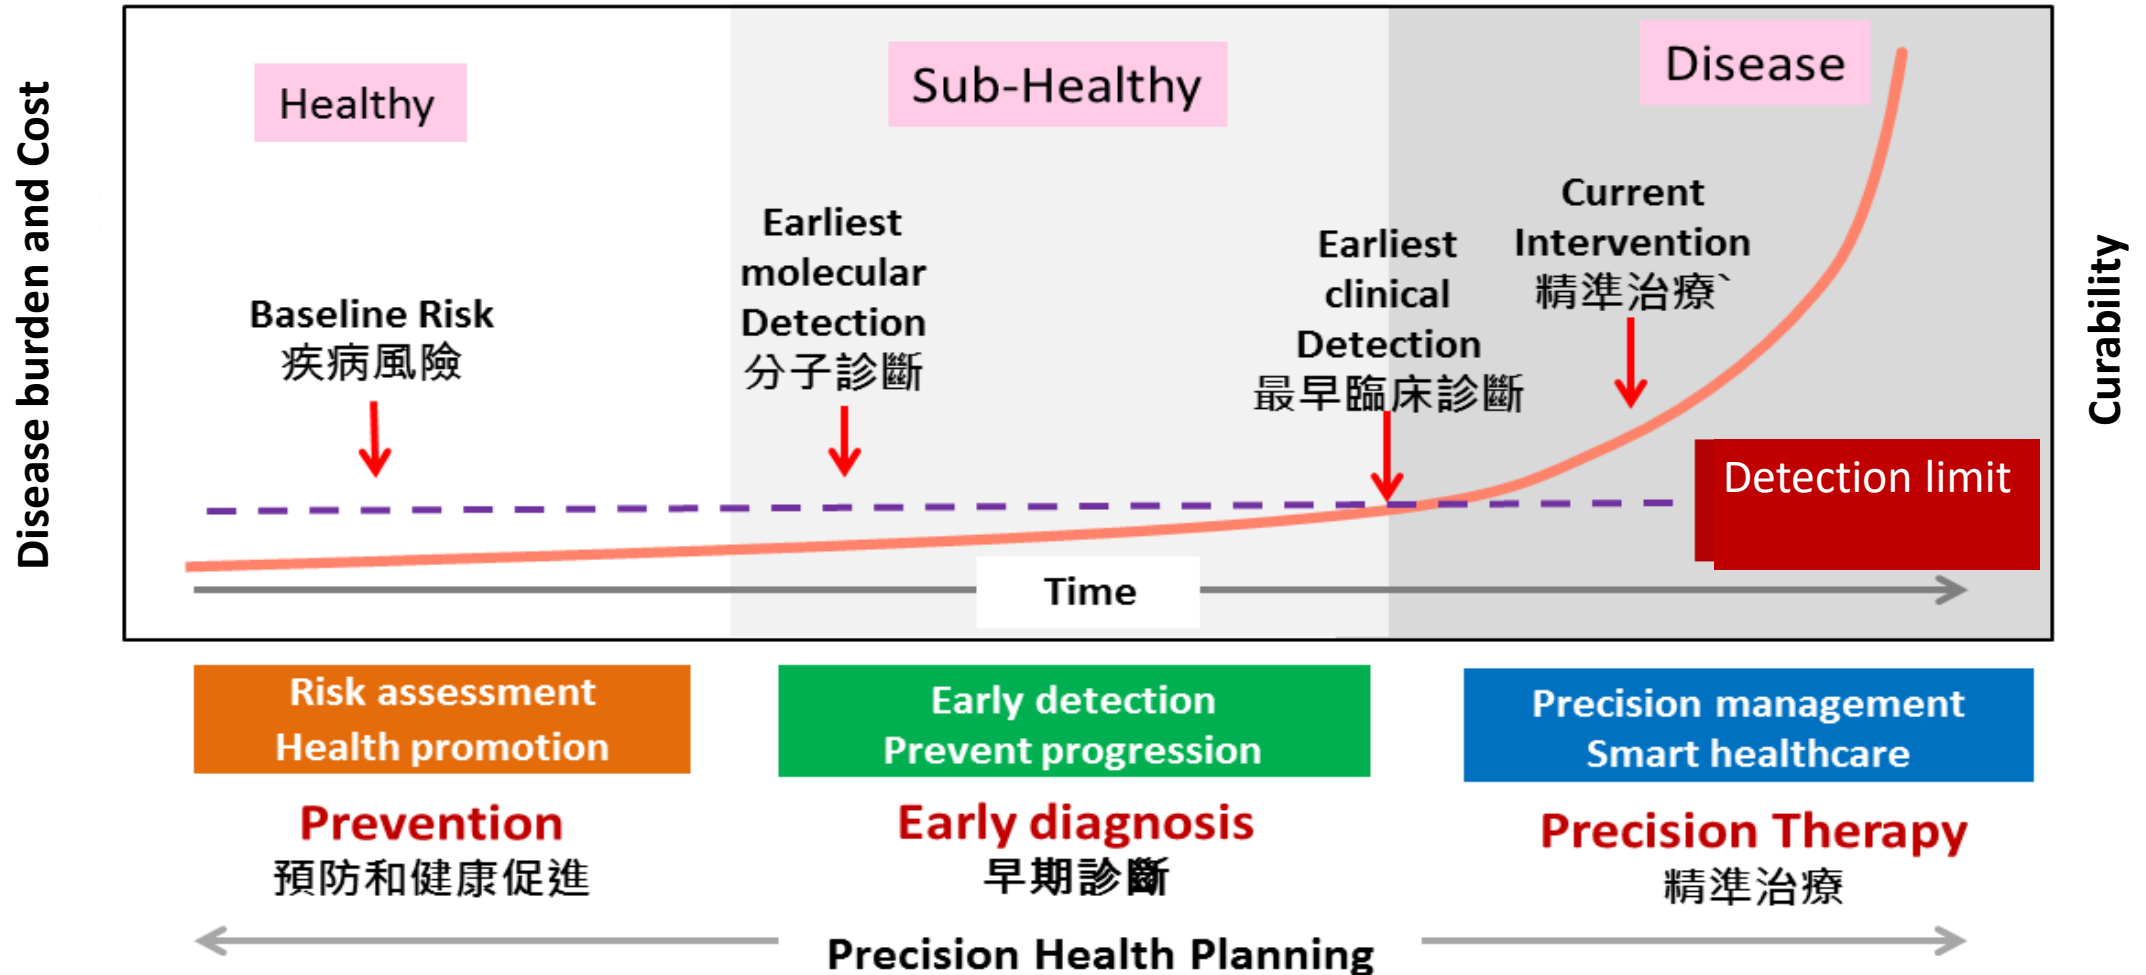 Disease burden and Cost
Healthy
Sub-Healthy
Disease
Curability
Baseline Risk
疾病風險
Earliest
molecular
Detection
分子診斷
Earliest
clinical
Detection
最早臨床診斷
Current
Intervention
精準治療`
Detection limit
Time
Risk assessment
Health promotion
Early detection
Prevent progression
Precision management
Smart healthcare
Prevention
預防和健康促進
Early diagnosis
早期診斷
Precision Therapy
精準治療
Precision Health Planning